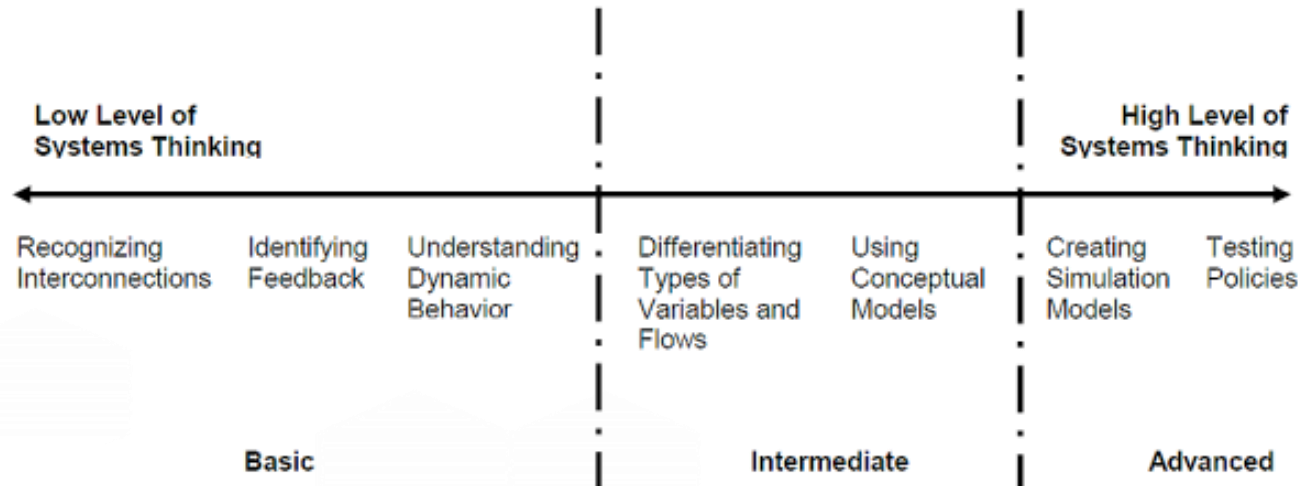 Low Level of
Systems Thinking
High Level of
Systems Thinking
Recognizing
Interconnections
Identifying
Feedback
Understanding
Dynamic
Behavior
Differentiating
Types of
Variables and
Flows
Using
Conceptual
Models
Creating
Simulation
Models
Testing
Policies
Basic
Intermediate
Advanced